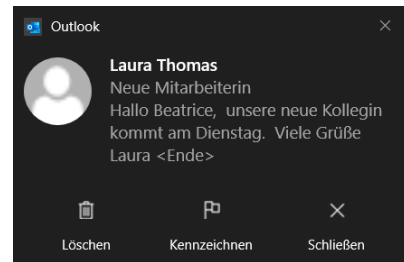 Outlook
Laura Thomas
Neue Mitarbeiterin
Hallo Beatrice, unsere neue Kollegin
kommt am Dienstag. Viele Grüße
Laura <Ende>
Löschen Kennzeichnen Schließen